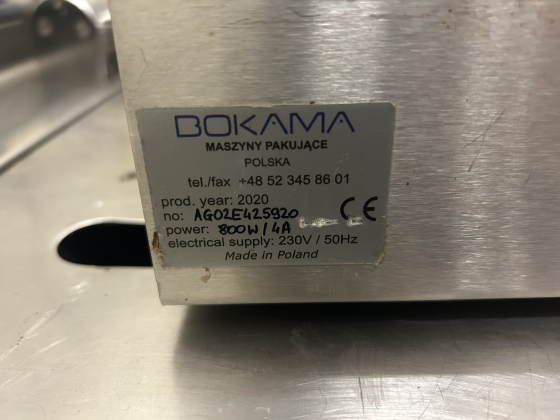 BOKAMA
MASZYNY PAKUJĄCE
POLSKA
tel./fax +48 52 345 86 01
prod. year: 2020
no: AG02E425920
CE
power: 800W/4A
electrical supply: 230V / 50Hz
Made in Poland